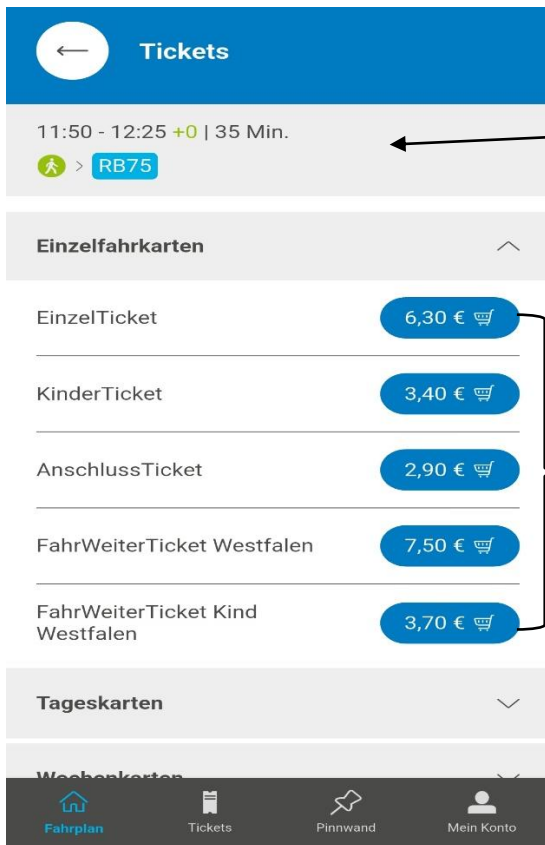 Tickets
11:50 - 12:25 +0 | 35 Min.
> RB75
Einzelfahrkarten
EinzelTicket 6,30 €
KinderTicket 3,40 €
AnschlussTicket 2,90 €
FahrWeiterTicket Westfalen 7,50 €
FahrWeiterTicket Kind
Westfalen 3,70 €
Tageskarten
Wochenkarten
Fahrplan Tickets Pinnwand Mein Konto